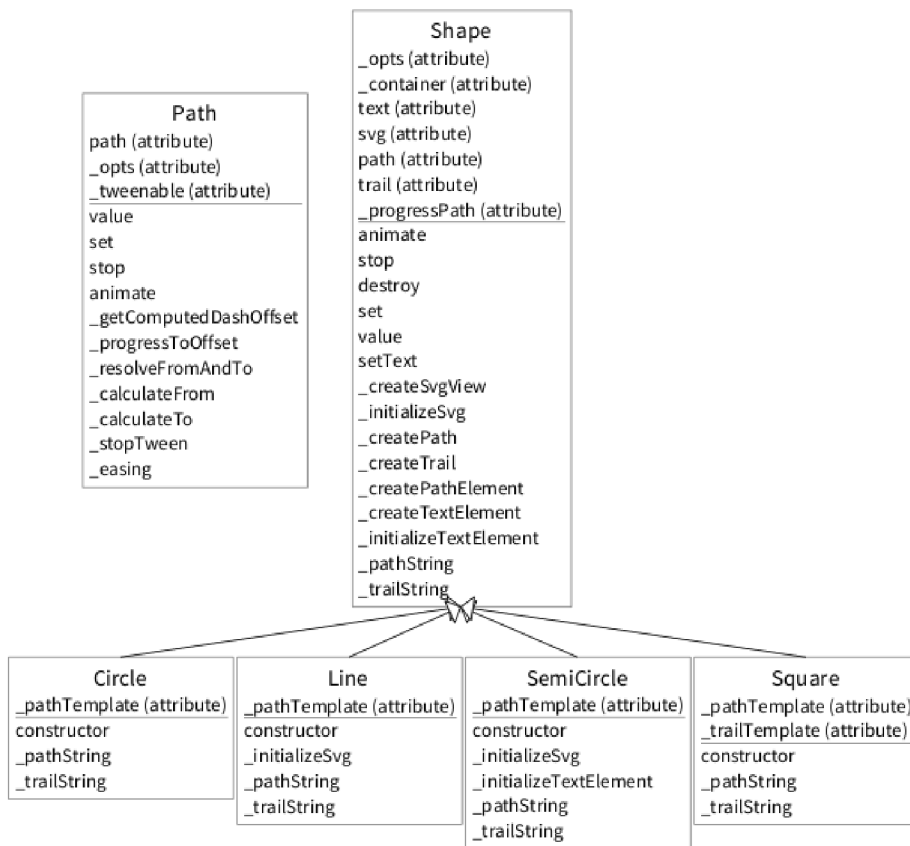 Path
path (attribute)
_opts (attribute)
_tweenable (attribute)
value
set
stop
animate
_getComputedDashOffset
_progressToOffset
_resolveFromAndTo
_calculateFrom
_calculateTo
_stopTween
_easing
Shape
_opts (attribute)
_container (attribute)
text (attribute)
svg (attribute)
path (attribute)
trail (attribute)
_progressPath (attribute)
animate
stop
destroy
set
value
setText
_createSvgView
_initializeSvg
_createPath
_createTrail
_createPathElement
_createTextElement
_initializeTextElement
_pathString
_trailString
Circle
_pathTemplate (attribute)
constructor
_pathString
_trailString
Line
_pathTemplate (attribute)
constructor
_initializeSvg
_pathString
_trailString
SemiCircle
_pathTemplate (attribute)
constructor
_initializeSvg
_initializeTextElement
_pathString
_trailString
Square
_pathTemplate (attribute)
_trailTemplate (attribute)
constructor
_pathString
_trailString